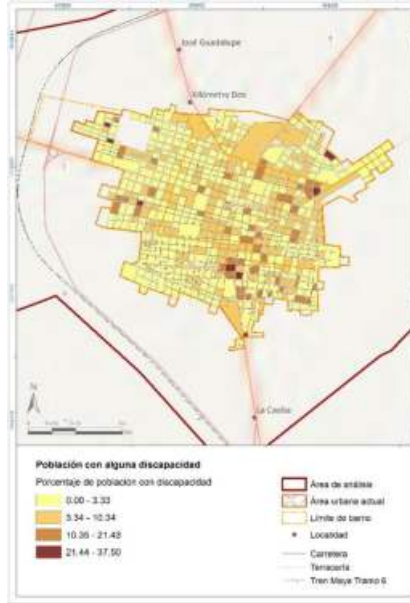 José Guadalupe
Kilómetro Dos
La Ceiba
N
Población con alguna discapacidad
Porcentaje de población con discapacidad
0.00 - 3.33
3.34 - 10.34
10.35 - 21.43
21.44 - 37.50
Área de análisis
Área urbana actual
Límite de barrio
Localidad
Carretera
Terracería
Tren Maya Tramo 6